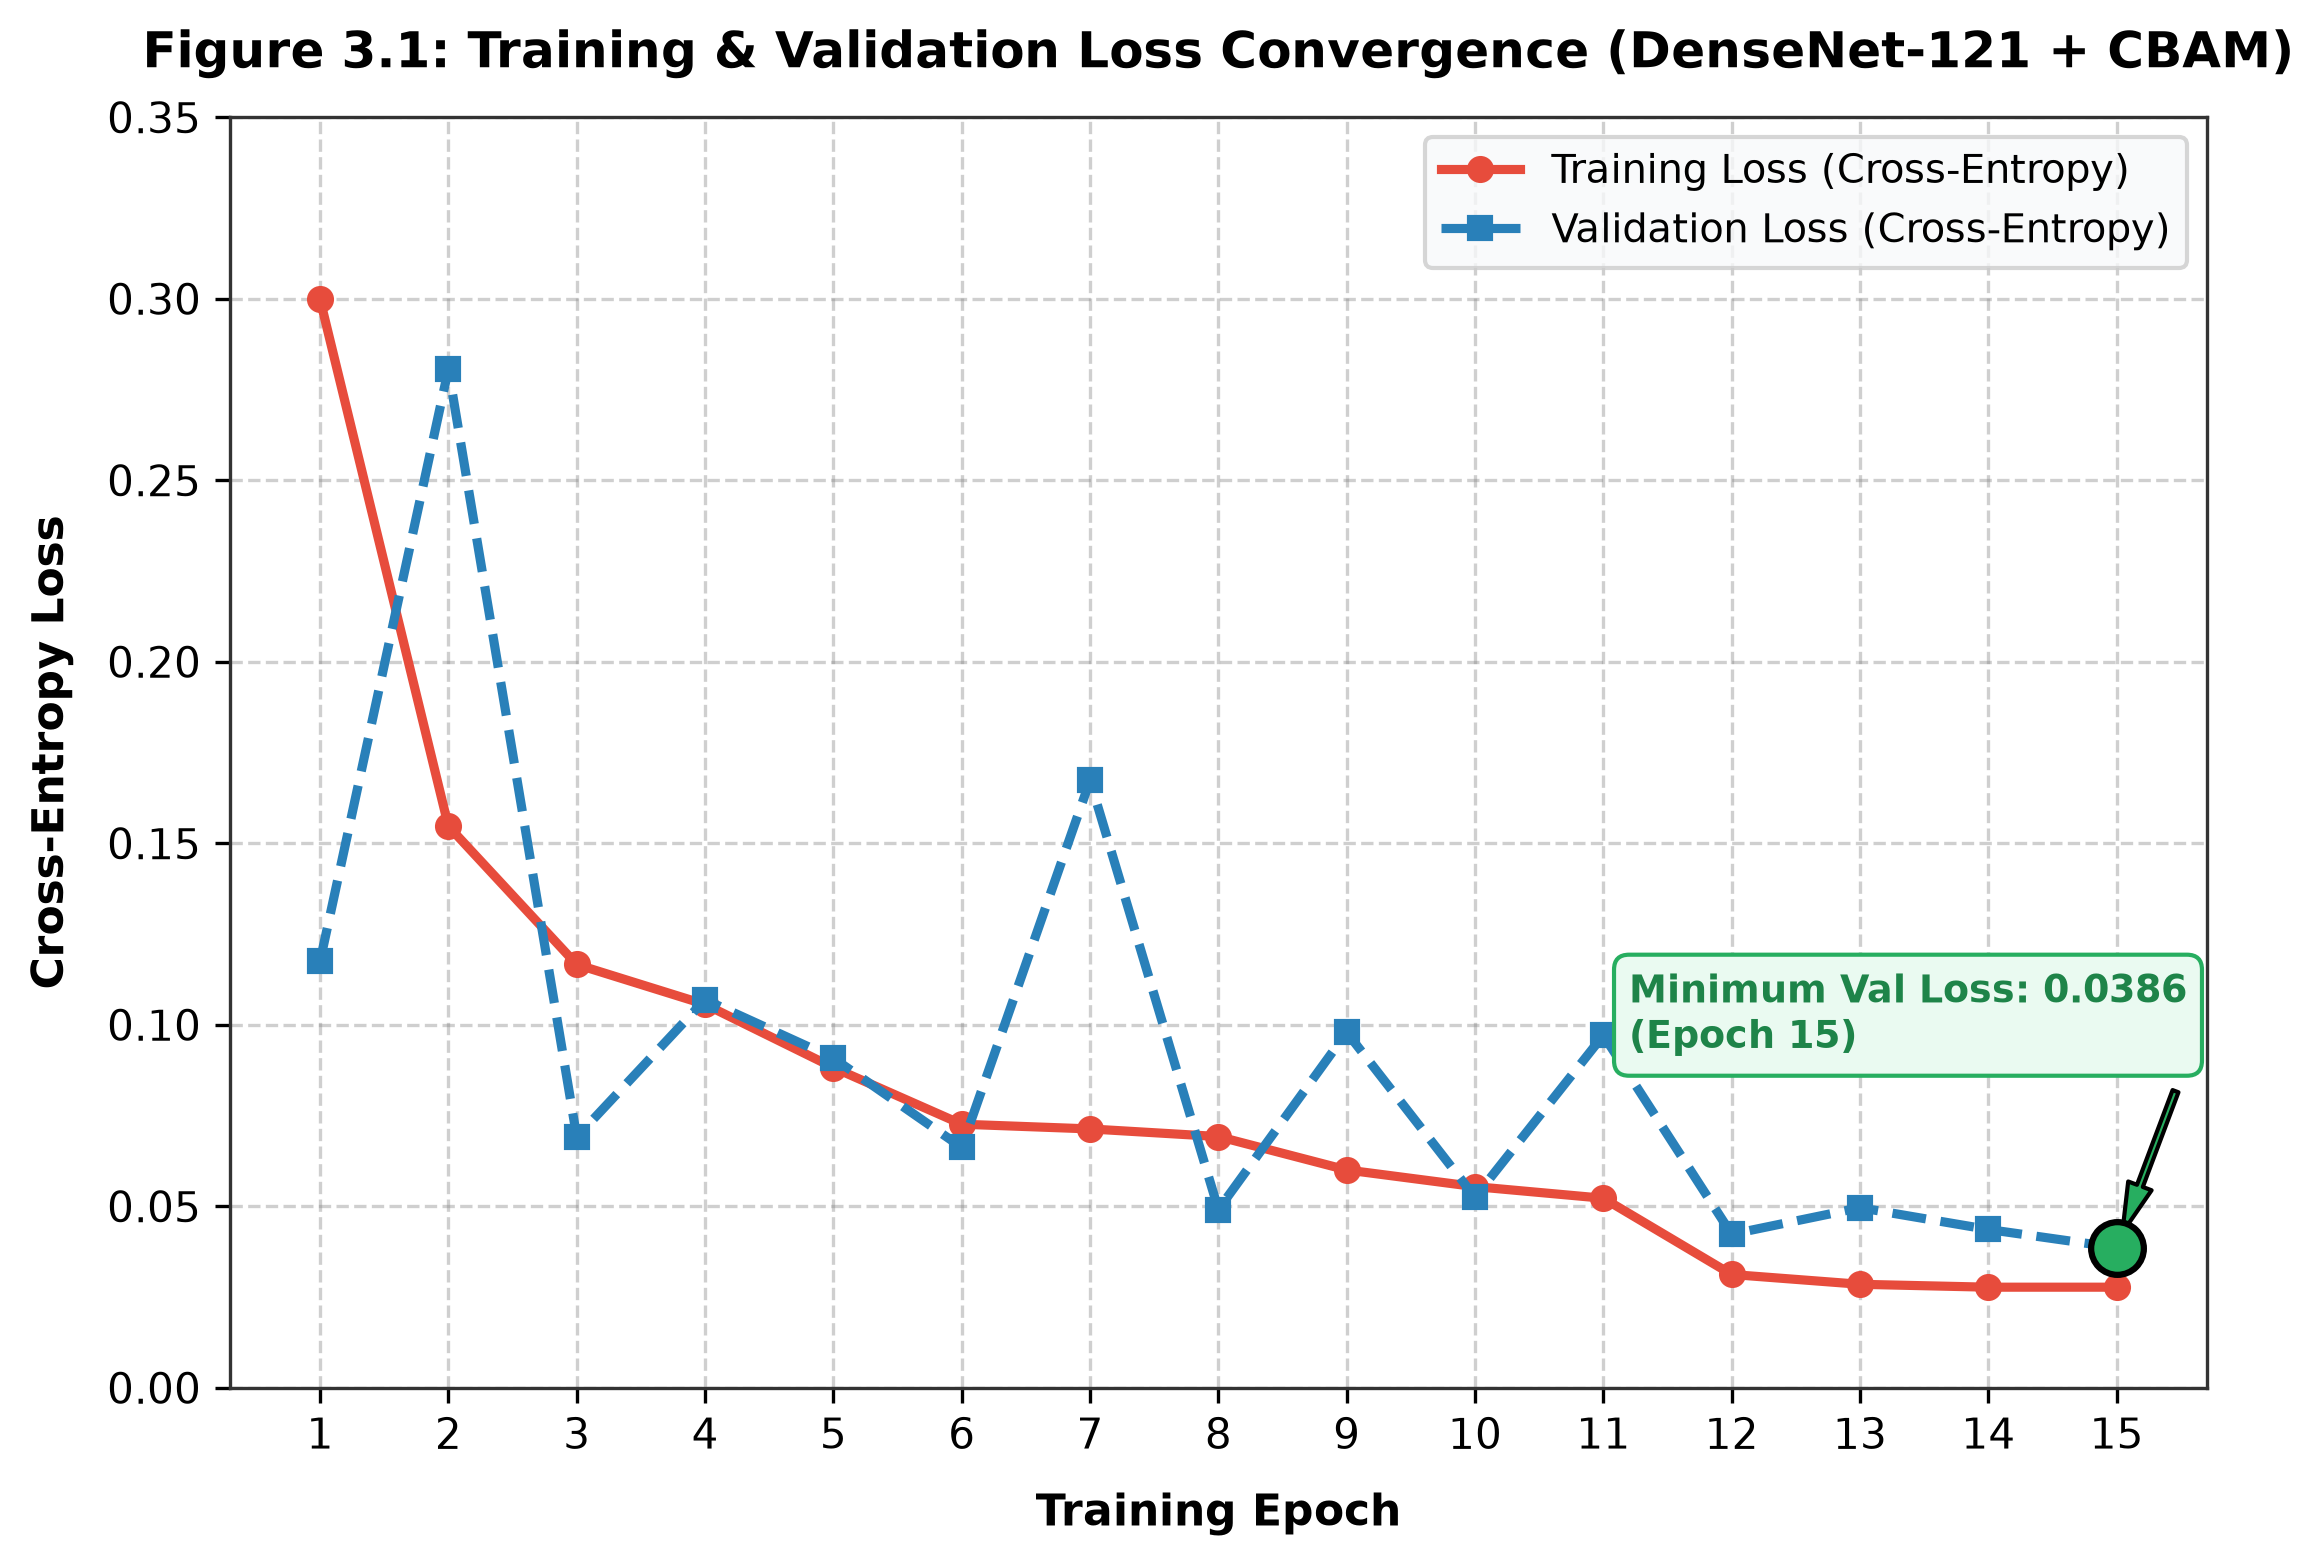 Figure 3.1: Training & Validation Loss Convergence (DenseNet-121 + CBAM)
0.35
0.30
0.25
0.20
0.15
0.10
0.05
0.00
Cross-Entropy Loss
Training Loss (Cross-Entropy)
Validation Loss (Cross-Entropy)
Minimum Val Loss: 0.0386
(Epoch 15)
1 2 3 4 5 6 7 8 9 10 11 12 13 14 15
Training Epoch